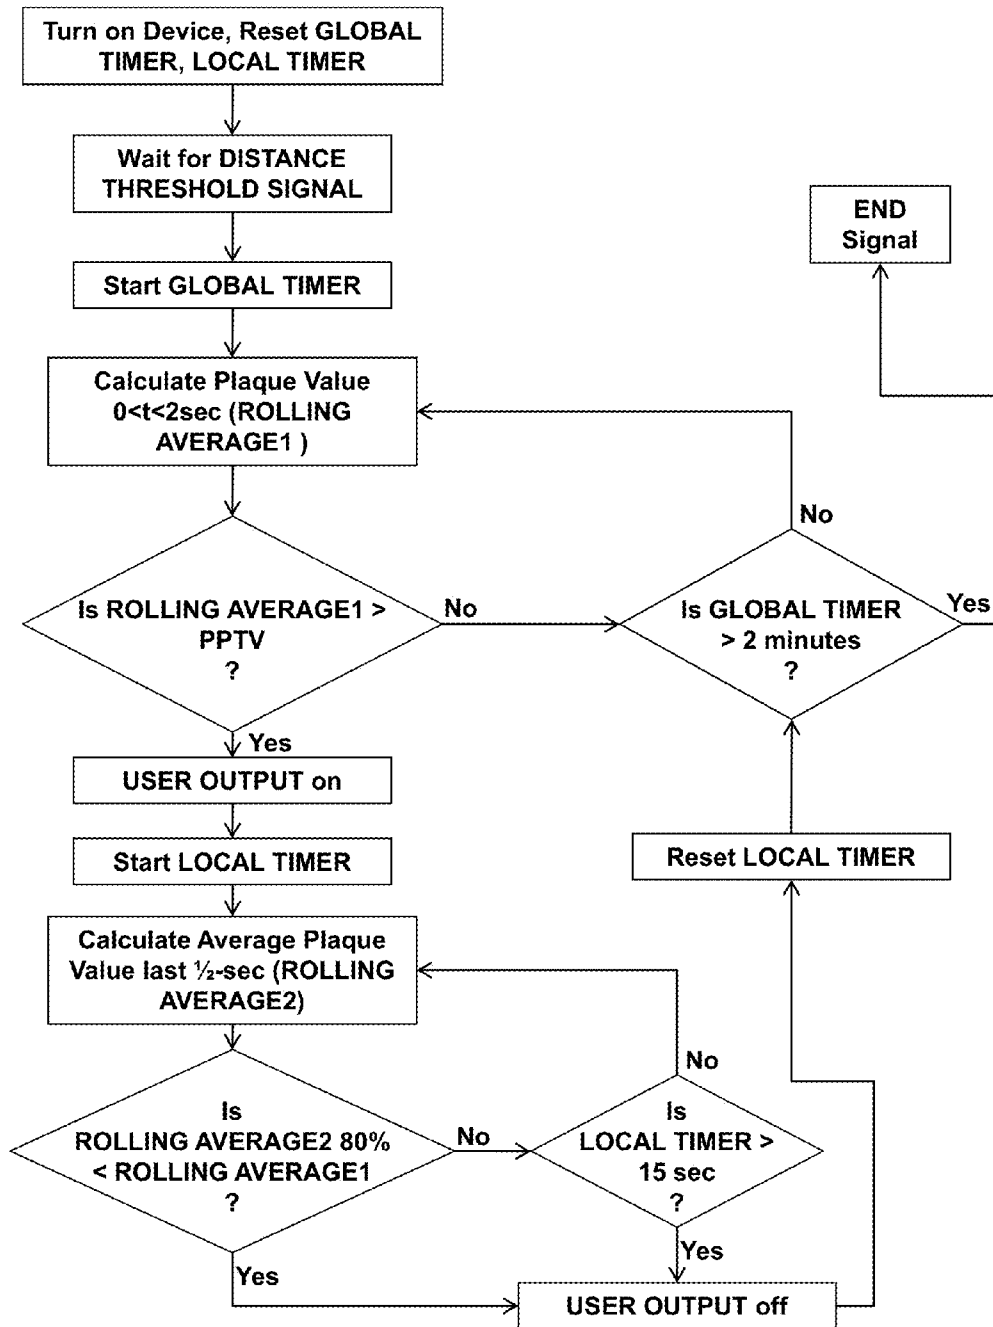 Turn on Device, Reset GLOBAL
TIMER, LOCAL TIMER
Wait for DISTANCE
THRESHOLD SIGNAL
END
Signal
Start GLOBAL TIMER
Calculate Plaque Value
0<t<2sec (ROLLING
AVERAGE1 )
No
Is ROLLING AVERAGE1 >
PPTV
?
No
Is GLOBAL TIMER
> 2 minutes
?
Yes
Yes
USER OUTPUT on
Start LOCAL TIMER
Reset LOCAL TIMER
Calculate Average Plaque
Value last ½-sec (ROLLING
AVERAGE2)
No
Is
ROLLING AVERAGE2 80%
< ROLLING AVERAGE1
?
No
Is
LOCAL TIMER >
15 sec
?
Yes
Yes
USER OUTPUT off